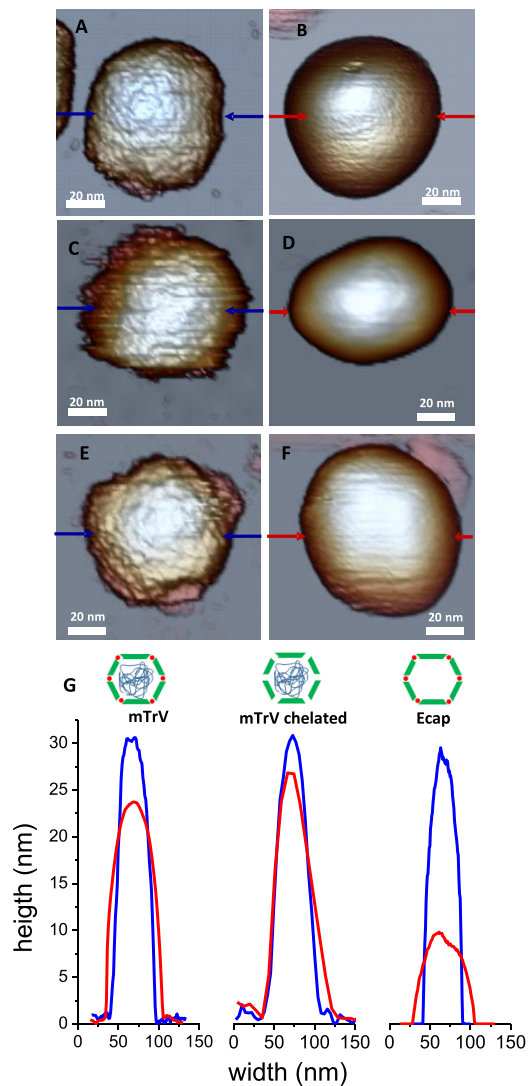 A B
20 nm 20 nm
C D
20 nm 20 nm
E F
20 nm 20 nm
G
mTrV mTrV chelated Ecap
30
25
20
15
10
5
0
heigth (nm)
0 50 100 150 0 50 100 150 0 50 100 150
width (nm)